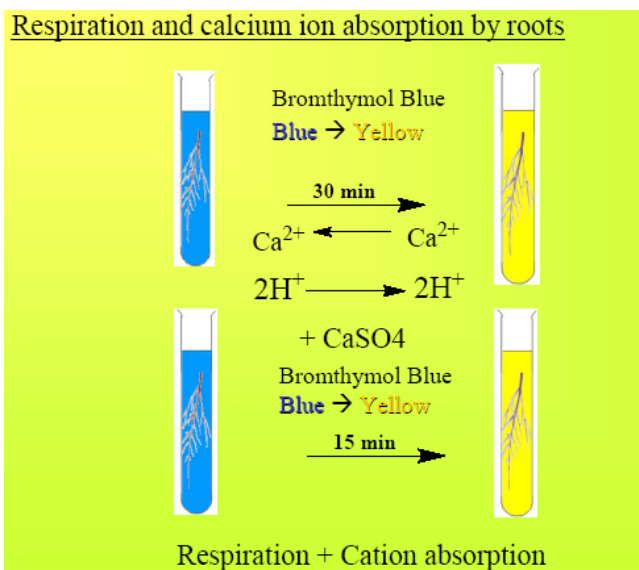 Respiration and calcium ion absorption by roots
Bromthymol Blue
Blue → Yellow
30 min
Ca²⁺ Ca²⁺
2H⁺ 2H⁺
+ CaSO4
Bromthymol Blue
Blue → Yellow
15 min
Respiration + Cation absorption